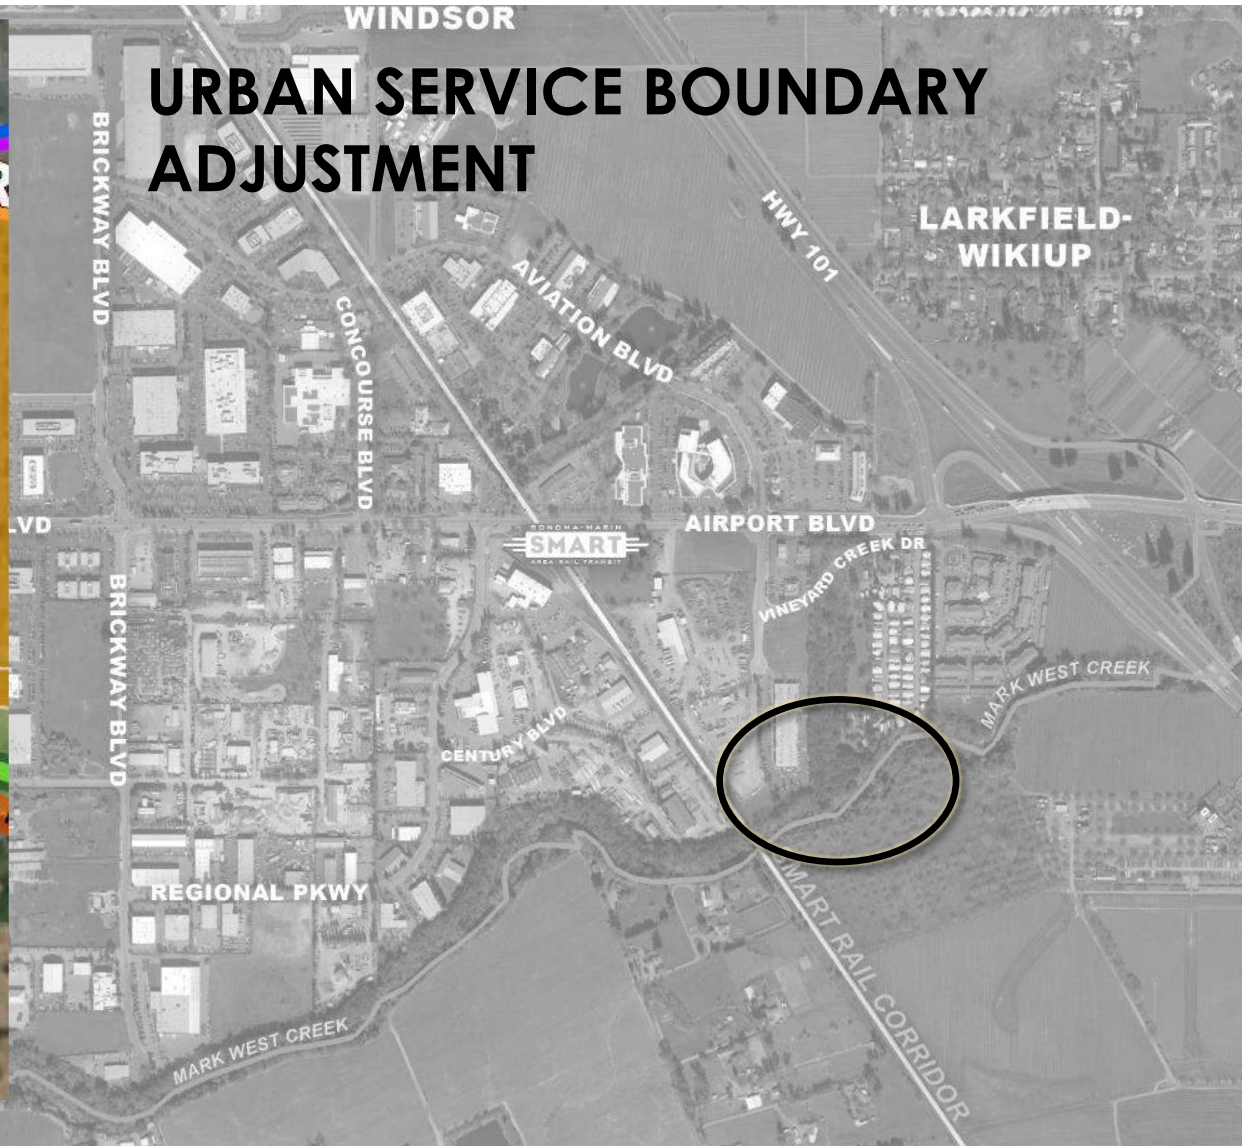 WINDSOR
URBAN SERVICE BOUNDARY
ADJUSTMENT
BRICKWAY BLVD
HWY 101
LARKFIELD-
WIKIUP
AVIATION BLVD
CONCOURSE BLVD
LVD
SONOMA-MARIN
SMART
AREA RAIL TRANSIT
AIRPORT BLVD
VINEYARD CREEK DR
BRICKWAY BLVD
MARK WEST CREEK
CENTURY BLVD
REGIONAL PKWY
SMART RAIL CORRIDOR
MARK WEST CREEK